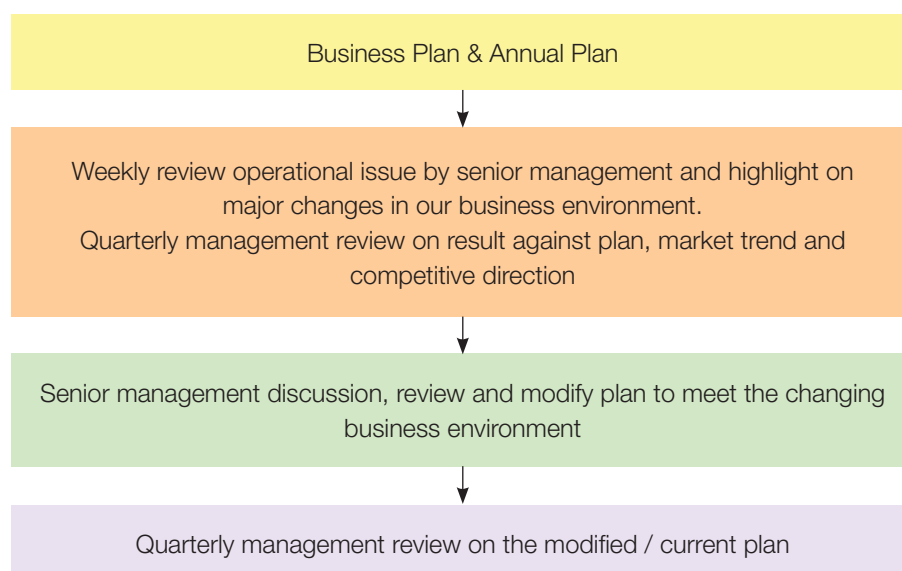 Business Plan & Annual Plan
Weekly review operational issue by senior management and highlight on
major changes in our business environment.
Quarterly management review on result against plan, market trend and
competitive direction
Senior management discussion, review and modify plan to meet the changing
business environment
Quarterly management review on the modified / current plan